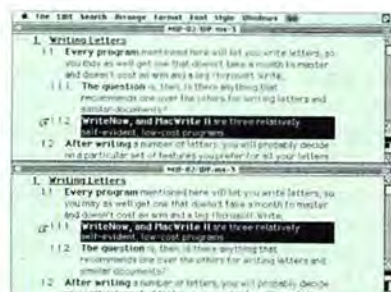 File Edit Search Arrange Format Font Style Windows
1. Writing Letters
1.1 Every program mentioned here will let you write letters, so
you may as well get one that doesn't take a month to master
and doesn't cost an arm and a leg
1.1.1 The question is, then, is there anything that
recommends one over the others for writing letters and
similar documents?
1.1.2 WriteNow, and MacWrite II are three relatively
self-evident, low-cost programs
1.2 After writing a number of letters, you will probably decide
on a particular set of features you prefer for all your letters
1. Writing Letters
1.1 Every program mentioned here will let you write letters, so
you may as well get one that doesn't take a month to master
and doesn't cost an arm and a leg
1.1.1 WriteNow, and MacWrite II are three relatively
self-evident, low-cost programs
1.1.2 The question is, then, is there anything that
recommends one over the others for writing letters and
similar documents?
1.2 After writing a number of letters, you will probably decide